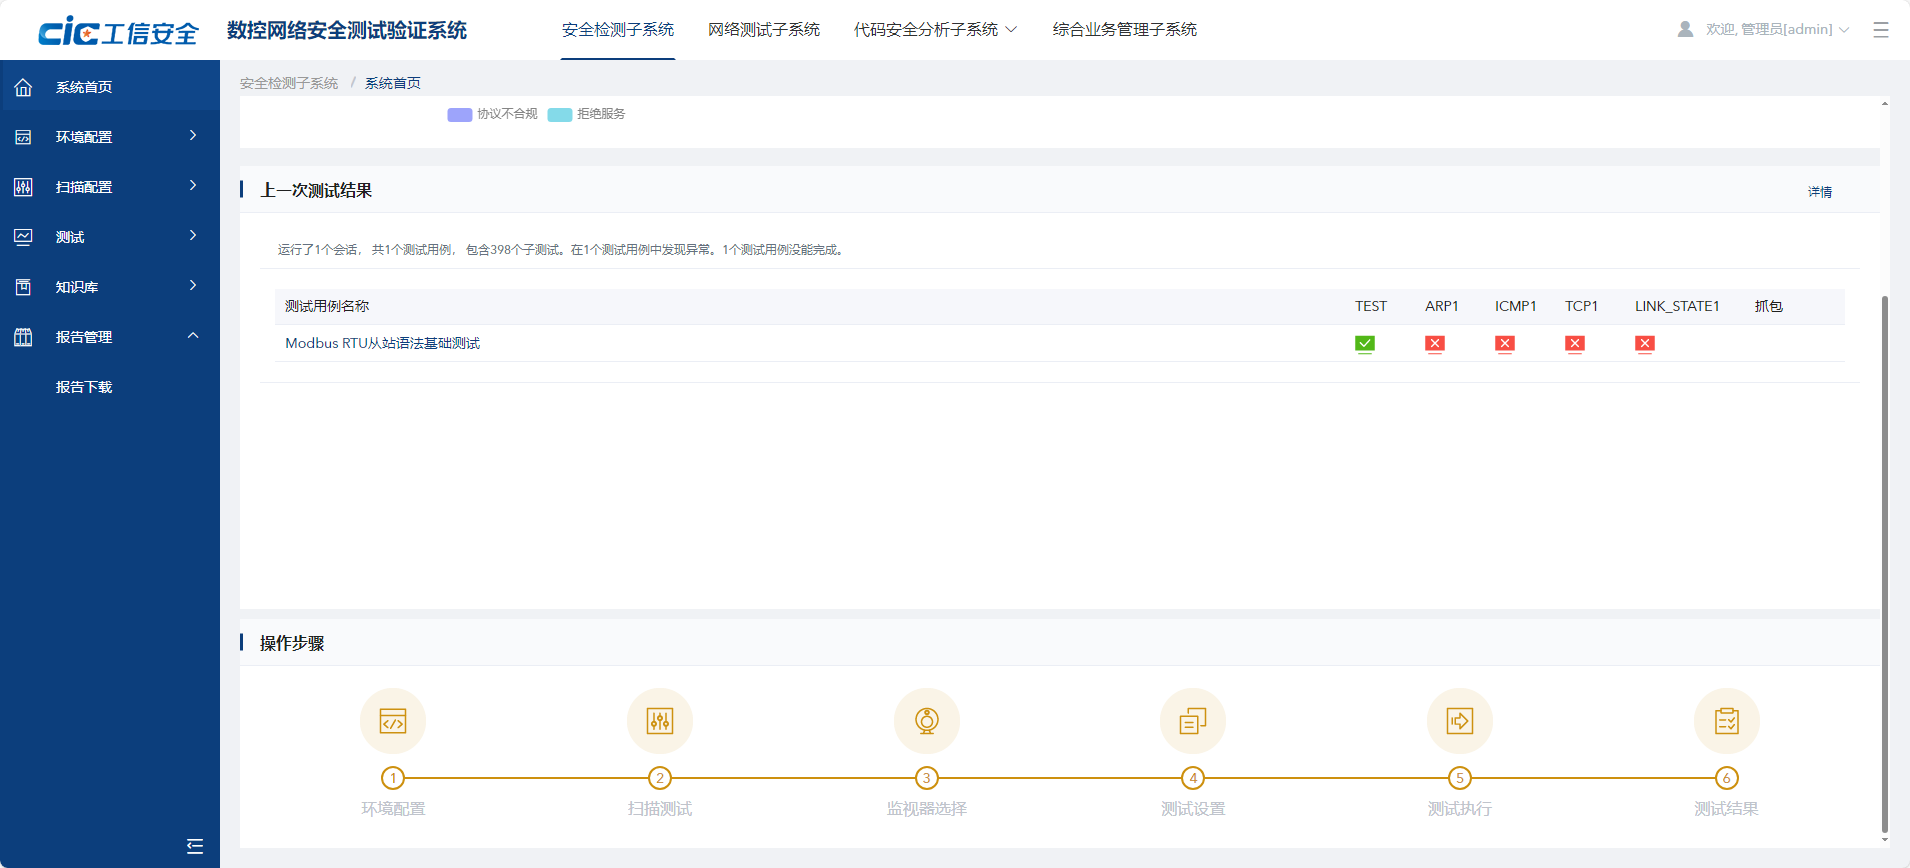 cic工信安全 数控网络安全测试验证系统 安全检测子系统 网络测试子系统 代码安全分析子系统 综合业务管理子系统 欢迎, 管理员[admin]
系统首页
环境配置
扫描配置
测试
知识库
报告管理
报告下载
安全检测子系统 / 系统首页
协议不合规 拒绝服务
上一次测试结果 详情
运行了1个会话, 共1个测试用例, 包含398个子测试。在1个测试用例中发现异常。1个测试用例没能完成。
测试用例名称 TEST ARP1 ICMP1 TCP1 LINK_STATE1 抓包
Modbus RTU从站语法基础测试
操作步骤
1 2 3 4 5 6
环境配置 扫描测试 监视器选择 测试设置 测试执行 测试结果